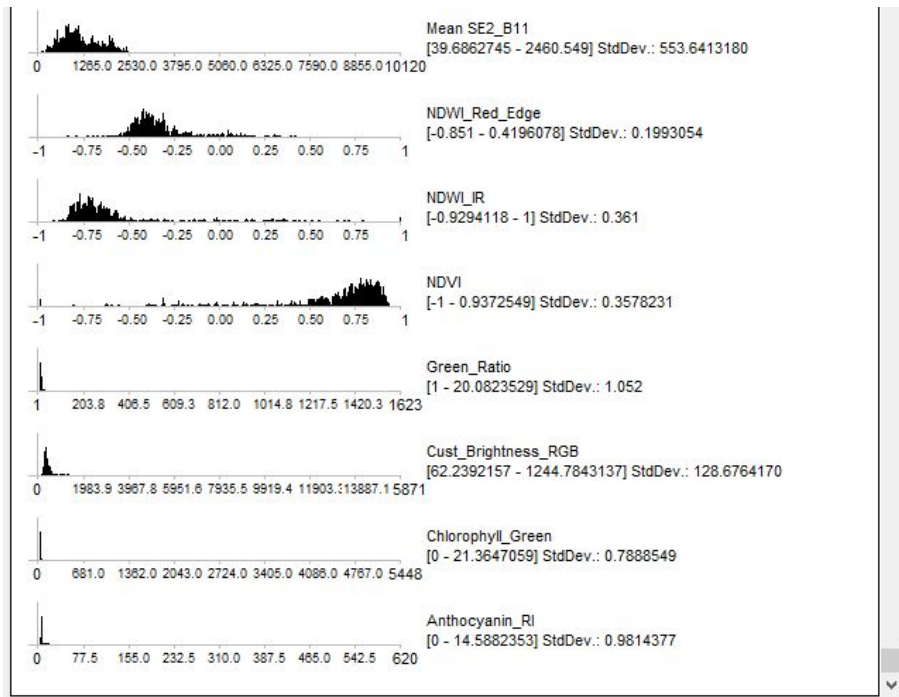 Mean SE2_B11
[39.6862745 - 2460.549] StdDev.: 553.6413180
0 1265.0 2530.0 3795.0 5060.0 6325.0 7590.0 8855.0 10120
NDWI_Red_Edge
[-0.851 - 0.4196078] StdDev.: 0.1993054
-1 -0.75 -0.50 -0.25 0.00 0.25 0.50 0.75 1
NDWI_IR
[-0.9294118 - 1] StdDev.: 0.361
-1 -0.75 -0.50 -0.25 0.00 0.25 0.50 0.75 1
NDVI
[-1 - 0.9372549] StdDev.: 0.3578231
-1 -0.75 -0.50 -0.25 0.00 0.25 0.50 0.75 1
Green_Ratio
[1 - 20.0823529] StdDev.: 1.052
1 203.8 406.5 609.3 812.0 1014.8 1217.5 1420.3 1623
Cust_Brightness_RGB
[62.2392157 - 1244.7843137] StdDev.: 128.6764170
0 1983.9 3967.8 5951.6 7935.5 9919.4 11903.313887.1 5871
Chlorophyll_Green
[0 - 21.3647059] StdDev.: 0.7888549
0 681.0 1362.0 2043.0 2724.0 3405.0 4086.0 4767.0 5448
Anthocyanin_RI
[0 - 14.5882353] StdDev.: 0.9814377
0 77.5 155.0 232.5 310.0 387.5 465.0 542.5 620